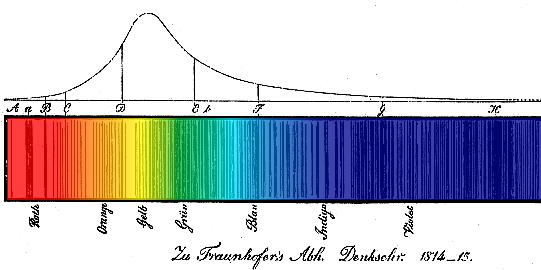 A a B C D E b F G H
Roth Orange Gelb Grün Blau Indigo Violet
Zu Fraunhofer's Abh. Denkschr. 1814_15.